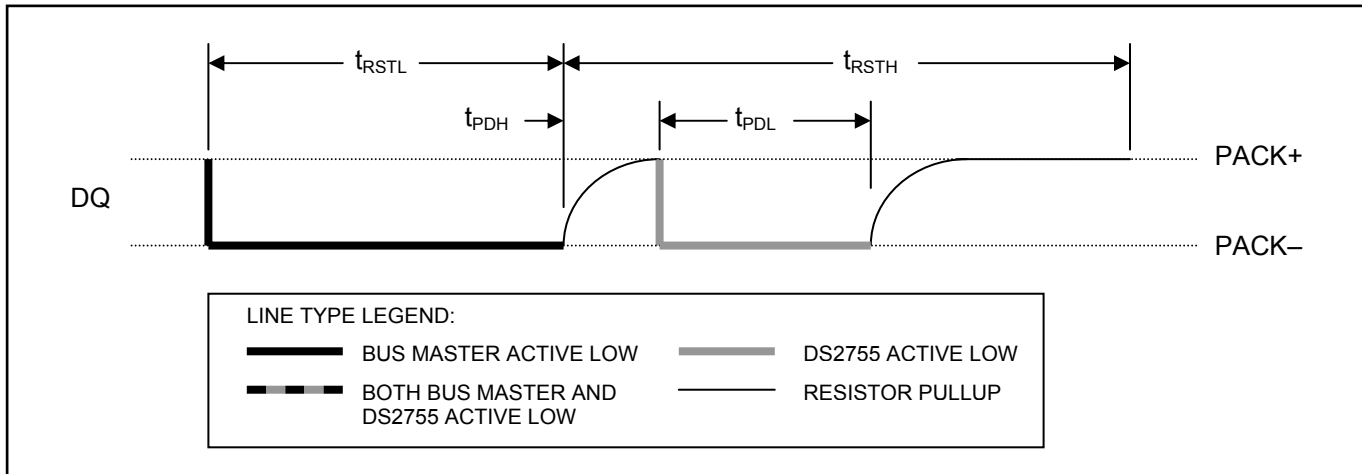 tRSTL
tRSTH
tPDH
tPDL
PACK+
DQ
PACK–
LINE TYPE LEGEND:
BUS MASTER ACTIVE LOW
DS2755 ACTIVE LOW
BOTH BUS MASTER AND
DS2755 ACTIVE LOW
RESISTOR PULLUP